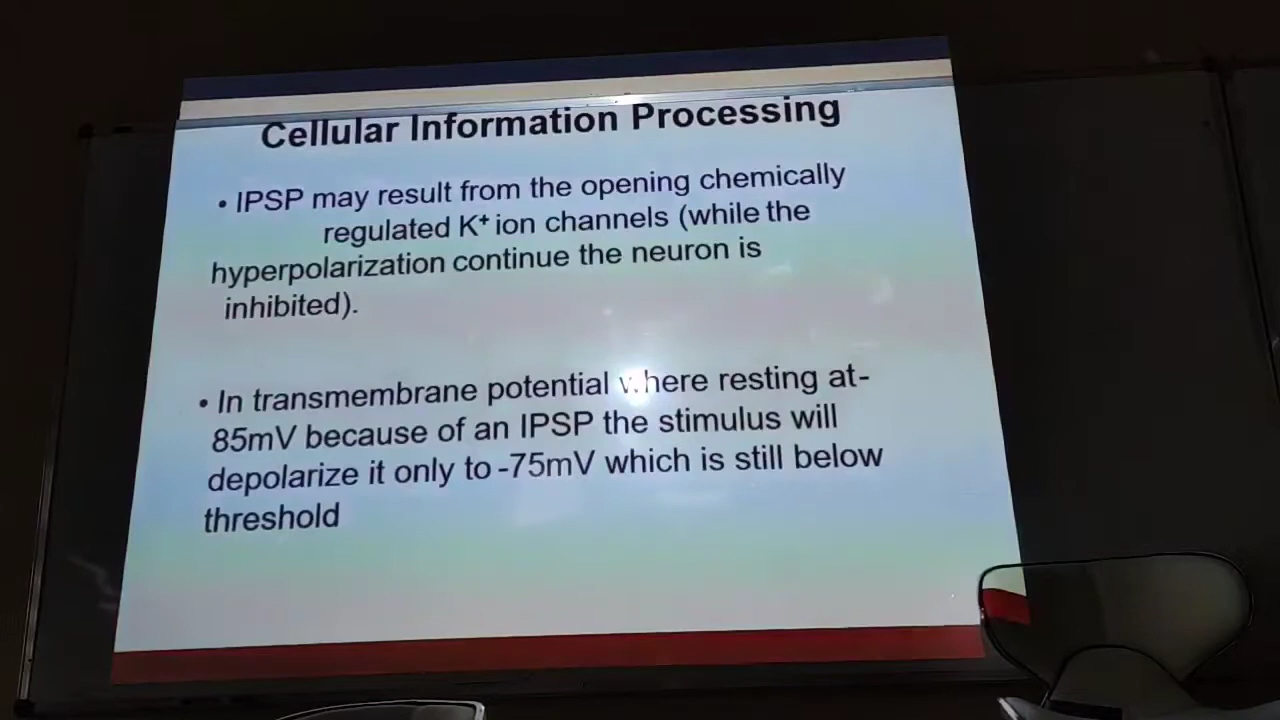 Cellular Information Processing
• IPSP may result from the opening chemically
regulated K⁺ ion channels (while the
hyperpolarization continue the neuron is
inhibited).
• In transmembrane potential where resting at-
85mV because of an IPSP the stimulus will
depolarize it only to -75mV which is still below
threshold